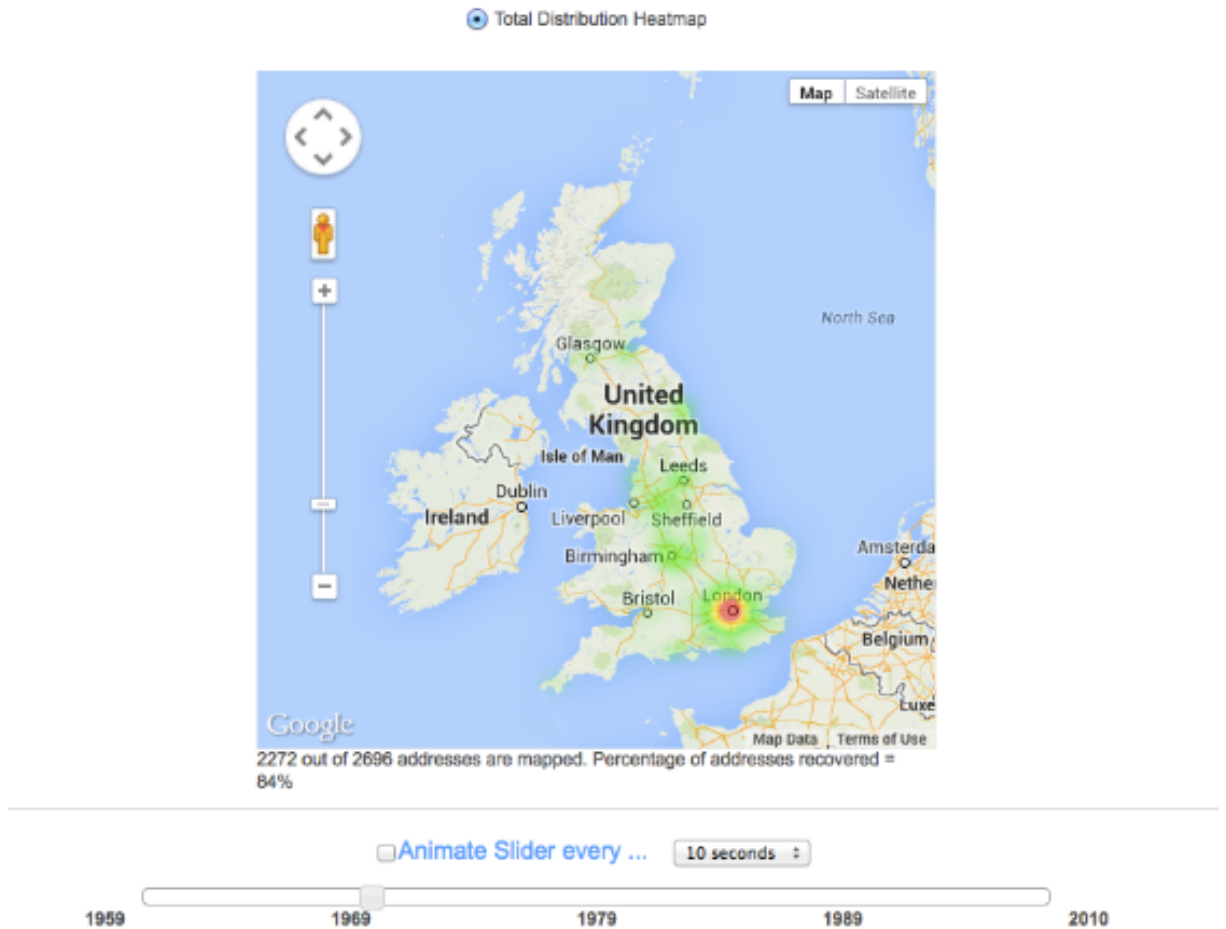 Total Distribution Heatmap
Map Satellite
North Sea
Glasgow
United
Kingdom
Isle of Man
Leeds
Dublin
Ireland
Liverpool Sheffield
Birmingham
Amsterda
Nethe
Bristol London
Belgium
Luxe
Google
Map Data Terms of Use
2272 out of 2696 addresses are mapped. Percentage of addresses recovered =
84%
Animate Slider every ... 10 seconds
1959 1969 1979 1989 2010